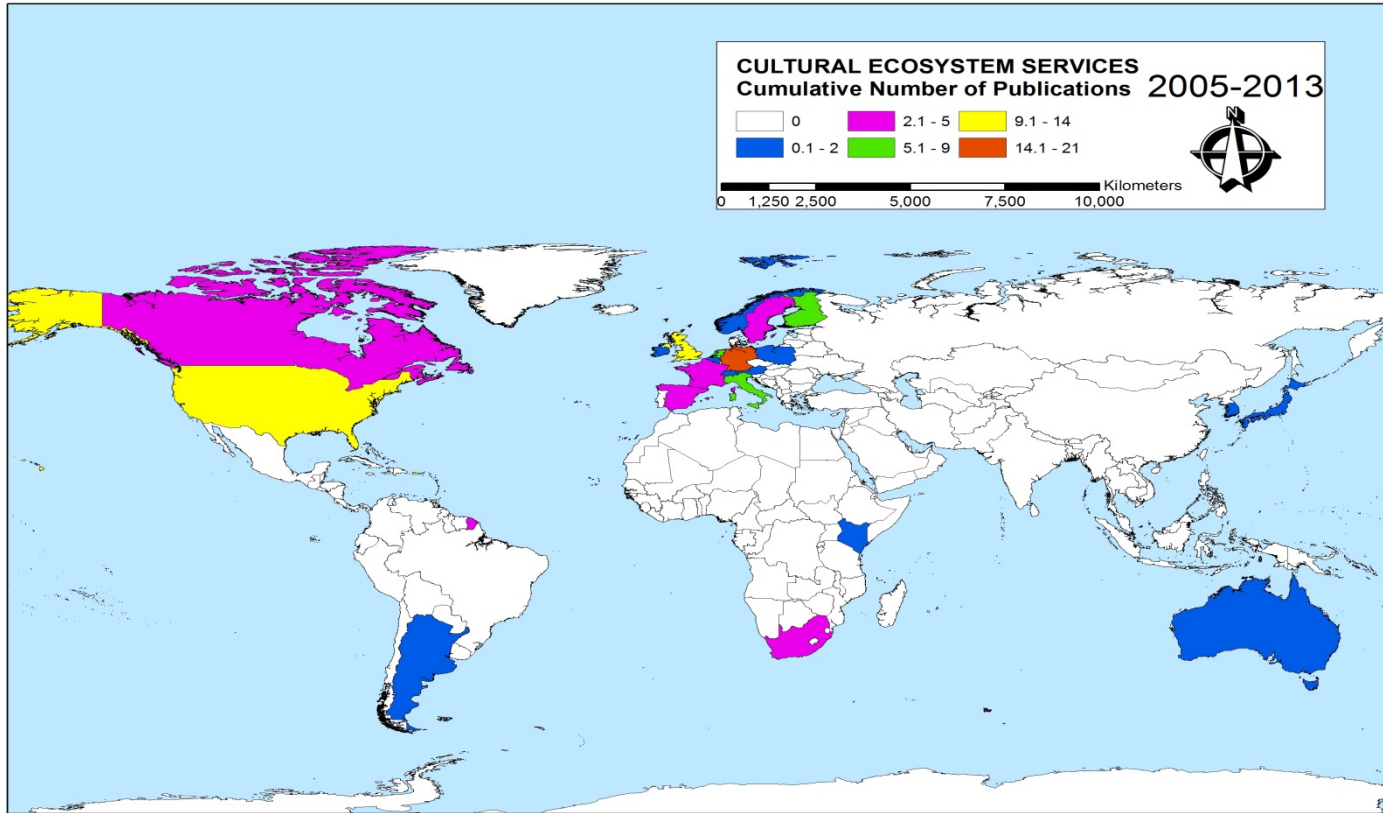 CULTURAL ECOSYSTEM SERVICES
Cumulative Number of Publications 2005-2013
0 2.1 - 5 9.1 - 14
0.1 - 2 5.1 - 9 14.1 - 21
N
Kilometers
0 1,250 2,500 5,000 7,500 10,000